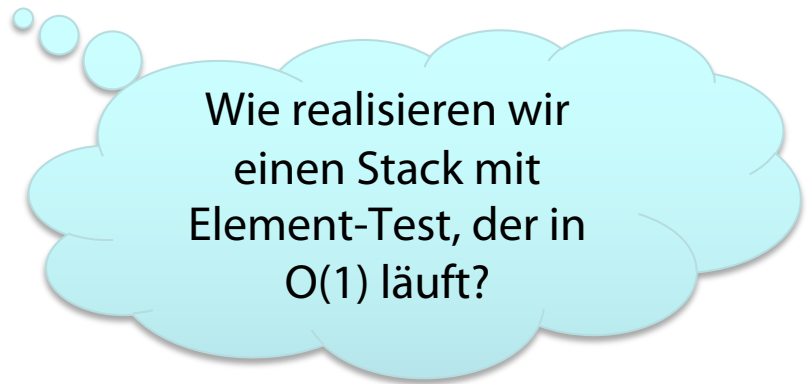 Wie realisieren wir
einen Stack mit
Element-Test, der in
O(1) läuft?